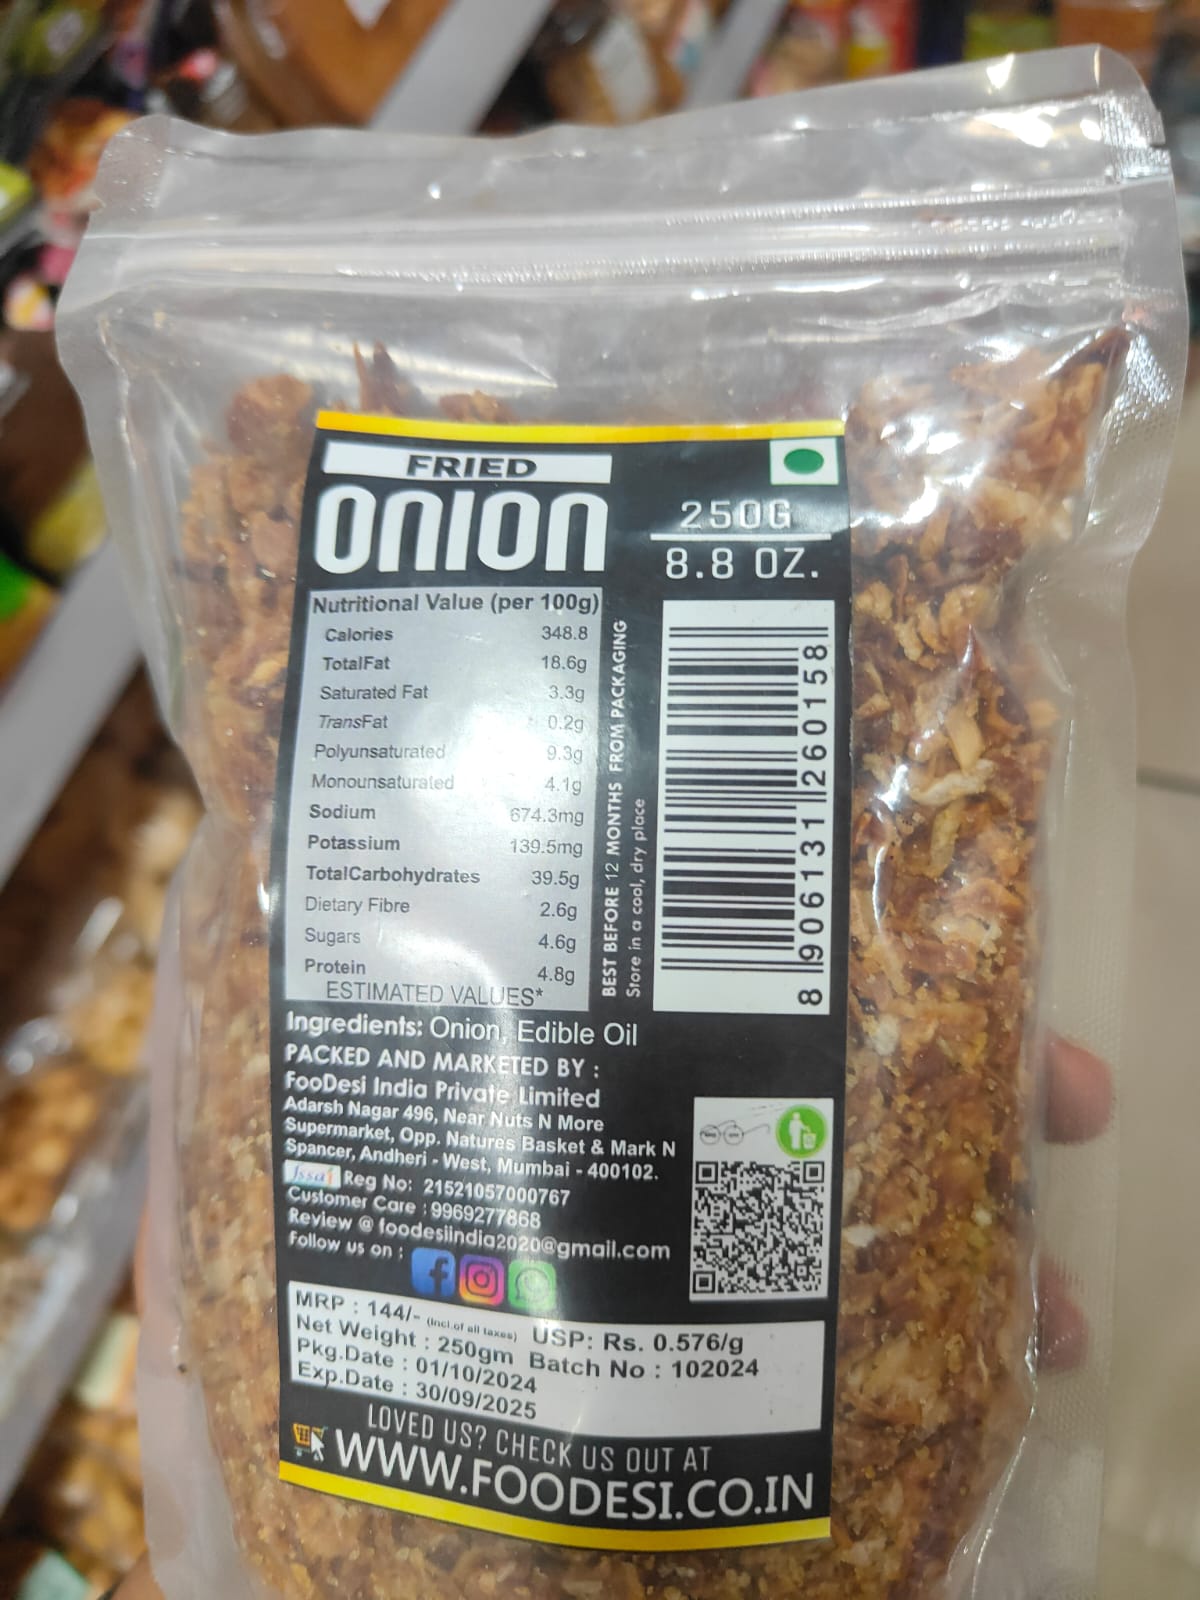 FRIED
ONION
250G
8.8 OZ.
Nutritional Value (per 100g)
Calories 348.8
TotalFat 18.6g
Saturated Fat 3.3g
TransFat 0.2g
Polyunsaturated 9.3g
Monounsaturated 4.1g
Sodium 674.3mg
Potassium 139.5mg
TotalCarbohydrates 39.5g
Dietary Fibre 2.6g
Sugars 4.6g
Protein 4.8g
ESTIMATED VALUES*
BEST BEFORE 12 MONTHS FROM PACKAGING
Store in a cool, dry place
8 906131 260158
Ingredients: Onion, Edible Oil
PACKED AND MARKETED BY :
FooDesi India Private Limited
Adarsh Nagar 496, Near Nuts N More
Supermarket, Opp. Natures Basket & Mark N
Spancer, Andheri - West, Mumbai - 400102.
fssai Reg No: 21521057000767
Customer Care : 9969277868
Review @ foodesiindia2020@gmail.com
Follow us on :
MRP : 144/- (incl.of all taxes) USP: Rs. 0.576/g
Net Weight : 250gm Batch No : 102024
Pkg.Date : 01/10/2024
Exp.Date : 30/09/2025
LOVED US? CHECK US OUT AT
WWW.FOODESI.CO.IN